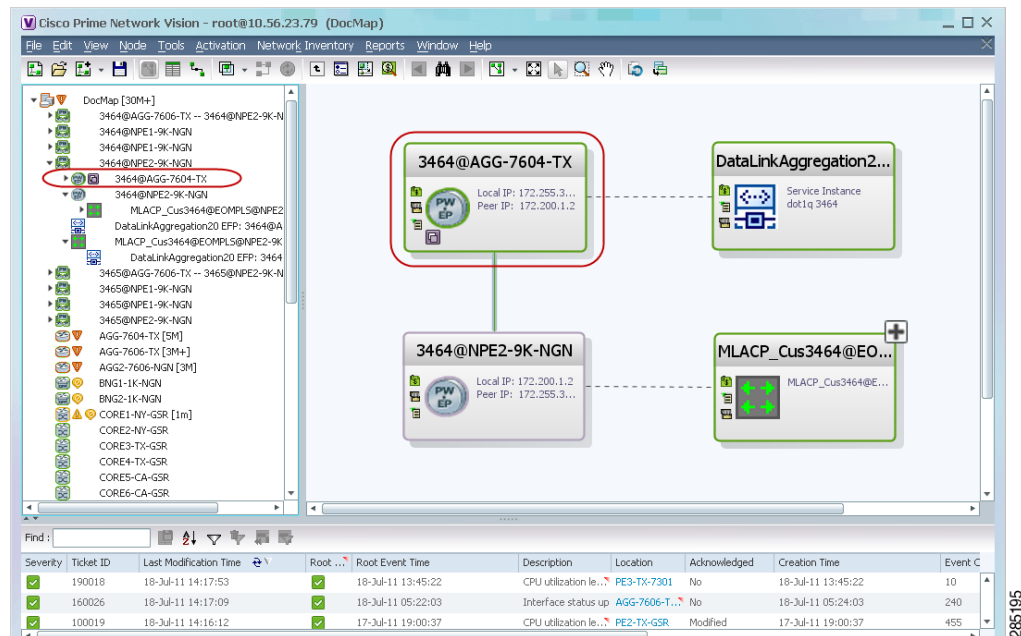 Cisco Prime Network Vision - root@10.56.23.79 (DocMap)
File Edit View Node Tools Activation Network Inventory Reports Window Help
DocMap [30M+]
3464@AGG-7606-TX -- 3464@NPE2-9K-N
3464@NPE1-9K-NGN
3464@NPE1-9K-NGN
3464@NPE2-9K-NGN
3464@AGG-7604-TX
3464@NPE2-9K-NGN
MLACP_Cus3464@EOMPLS@NPE2
DataLinkAggregation20 EFP: 3464@A
MLACP_Cus3464@EOMPLS@NPE2-9K
DataLinkAggregation20 EFP: 3464
3465@AGG-7606-TX -- 3465@NPE2-9K-N
3465@NPE1-9K-NGN
3465@NPE1-9K-NGN
3465@NPE2-9K-NGN
AGG-7604-TX [5M]
AGG-7606-TX [3M+]
AGG2-7606-NGN [3M]
BNG1-1K-NGN
BNG2-1K-NGN
CORE1-NY-GSR [1m]
CORE2-NY-GSR
CORE3-TX-GSR
CORE4-TX-GSR
CORE5-CA-GSR
CORE6-CA-GSR
3464@AGG-7604-TX
PW EP
Local IP: 172.255.3...
Peer IP: 172.200.1.2
DataLinkAggregation2...
Service Instance
dot1q 3464
3464@NPE2-9K-NGN
PW EP
Local IP: 172.200.1.2
Peer IP: 172.255.3...
MLACP_Cus3464@EO...
MLACP_Cus3464@E...
Find :
Severity Ticket ID Last Modification Time Root ... Root Event Time Description Location Acknowledged Creation Time Event C
190018 18-Jul-11 14:17:53 18-Jul-11 13:45:22 CPU utilization le... PE3-TX-7301 No 18-Jul-11 13:45:22 10
160026 18-Jul-11 14:17:09 18-Jul-11 05:22:03 Interface status up AGG-7606-T... No 18-Jul-11 05:24:03 240
100019 18-Jul-11 14:16:12 17-Jul-11 19:00:37 CPU utilization le... PE2-TX-GSR Modified 17-Jul-11 19:00:37 455
285195